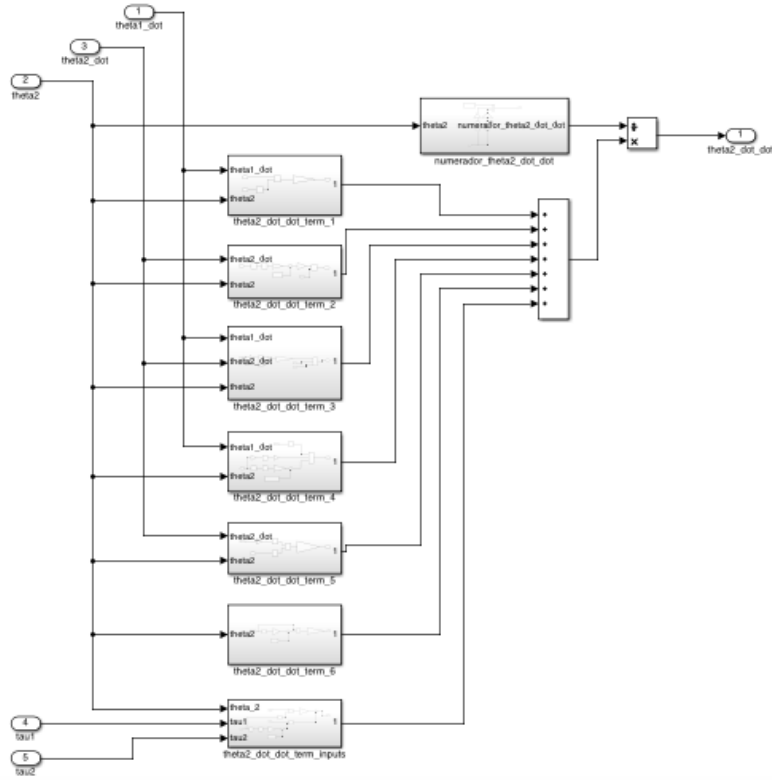 1
theta1_dot
3
theta2_dot
2
theta2
theta2 numerador_theta2_dot_dot
numerador_theta2_dot_dot
÷
×
1
theta2_dot_dot
theta1_dot
theta2
1
theta2_dot_dot_term_1
theta2_dot
theta2
1
theta2_dot_dot_term_2
theta1_dot
theta2_dot
theta2
1
theta2_dot_dot_term_3
theta1_dot
theta2
1
theta2_dot_dot_term_4
theta2_dot
theta2
1
theta2_dot_dot_term_5
theta2
1
theta2_dot_dot_term_6
theta_2
tau1
tau2
1
theta2_dot_dot_term_inputs
+
+
+
+
+
+
+
4
tau1
5
tau2